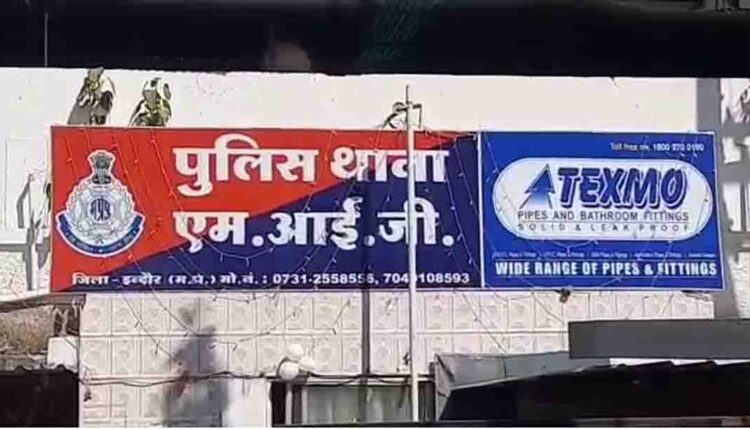 पुलिस थाना
एम.आई.जी.
जिला - इन्दौर (म.प्र.) मो.नं. : 0731-2558556, 7049108593
Toll free no. 1800 970 0190
TEXMO
PIPES AND BATHROOM FITTINGS
SOLID & LEAK PROOF
WIDE RANGE OF PIPES & FITTINGS